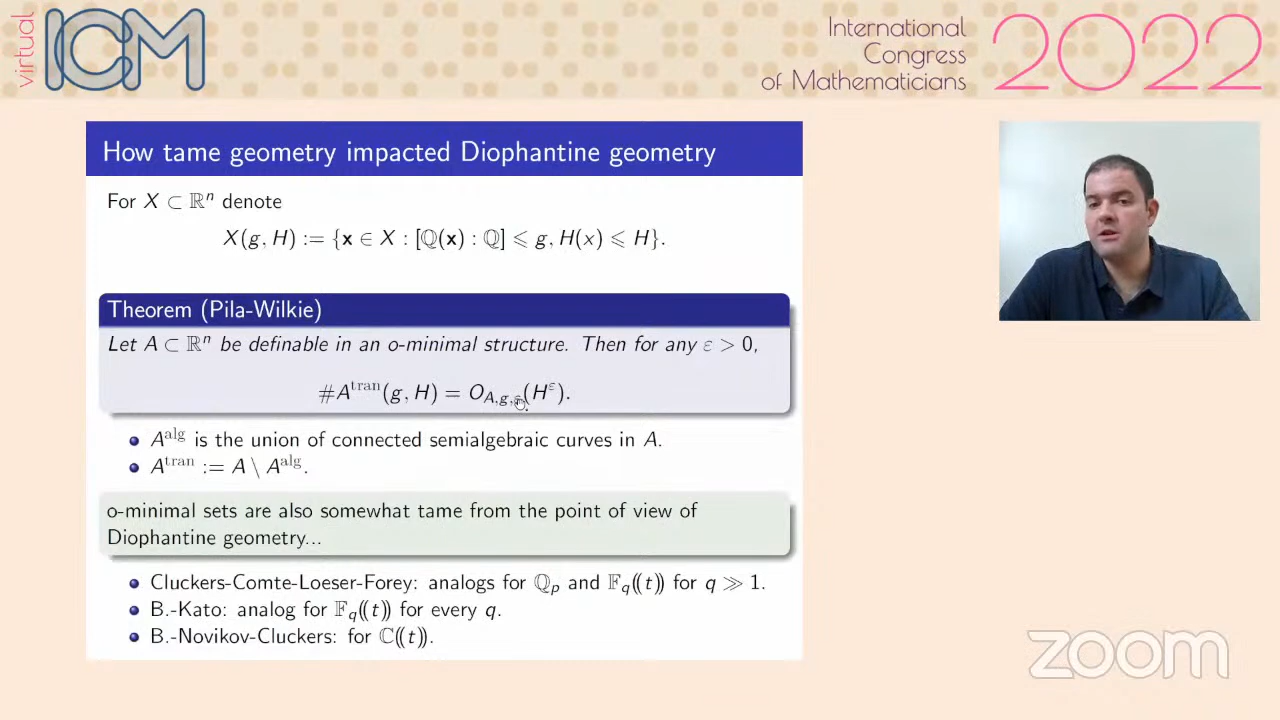 virtual
ICM
International
Congress
of Mathematicians
2022
How tame geometry impacted Diophantine geometry
For X ⊂ ℝⁿ denote
X(g, H) := {x ∈ X : [ℚ(x) : ℚ] ⩽ g, H(x) ⩽ H}.
Theorem (Pila-Wilkie)
Let A ⊂ ℝⁿ be definable in an o-minimal structure. Then for any ε > 0,
#A^tran(g, H) = O_{A,g,ε}(H^ε).
• A^alg is the union of connected semialgebraic curves in A.
• A^tran := A \ A^alg.
o-minimal sets are also somewhat tame from the point of view of
Diophantine geometry...
• Cluckers-Comte-Loeser-Forey: analogs for ℚ_p and 𝔽_q((t)) for q ≫ 1.
• B.-Kato: analog for 𝔽_q((t)) for every q.
• B.-Novikov-Cluckers: for ℂ((t)).
zoom